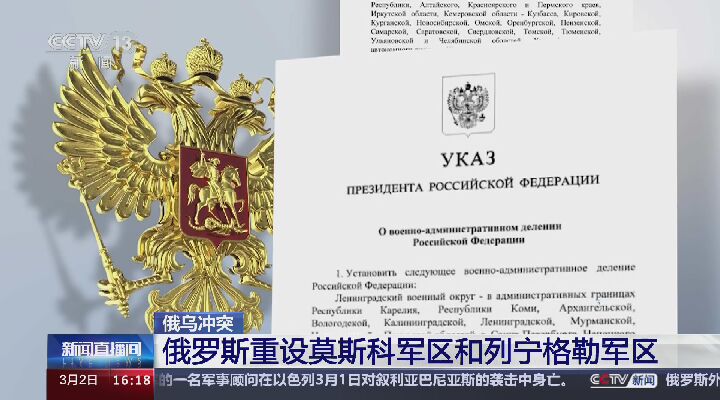 Республики, Алтайского, Красноярского и Пермского краев,
Иркутской области, Кемеровской области - Кузбасса, Кировской,
Курганской, Новосибирской, Омской, Оренбургской, Пензенской,
Самарской, Саратовской, Свердловской, Томской, Тюменской,
Ульяновской и Челябинской областей,
автономного
CCTV 13
新闻
УКАЗ
ПРЕЗИДЕНТА РОССИЙСКОЙ ФЕДЕРАЦИИ
О военно-административном делении
Российской Федерации
1. Установить следующее военно-административное деление
Российской Федерации:
Ленинградский военный округ - в административных границах
Республики Карелия, Республики Коми, Архангельской,
Вологодской, Калининградской, Ленинградской, Мурманской,
俄乌冲突
新闻直播间
俄罗斯重设莫斯科军区和列宁格勒军区
3月2日 16:18 的一名军事顾问在以色列3月1日对叙利亚巴尼亚斯的袭击中身亡。 CCTV 新闻 俄罗斯外